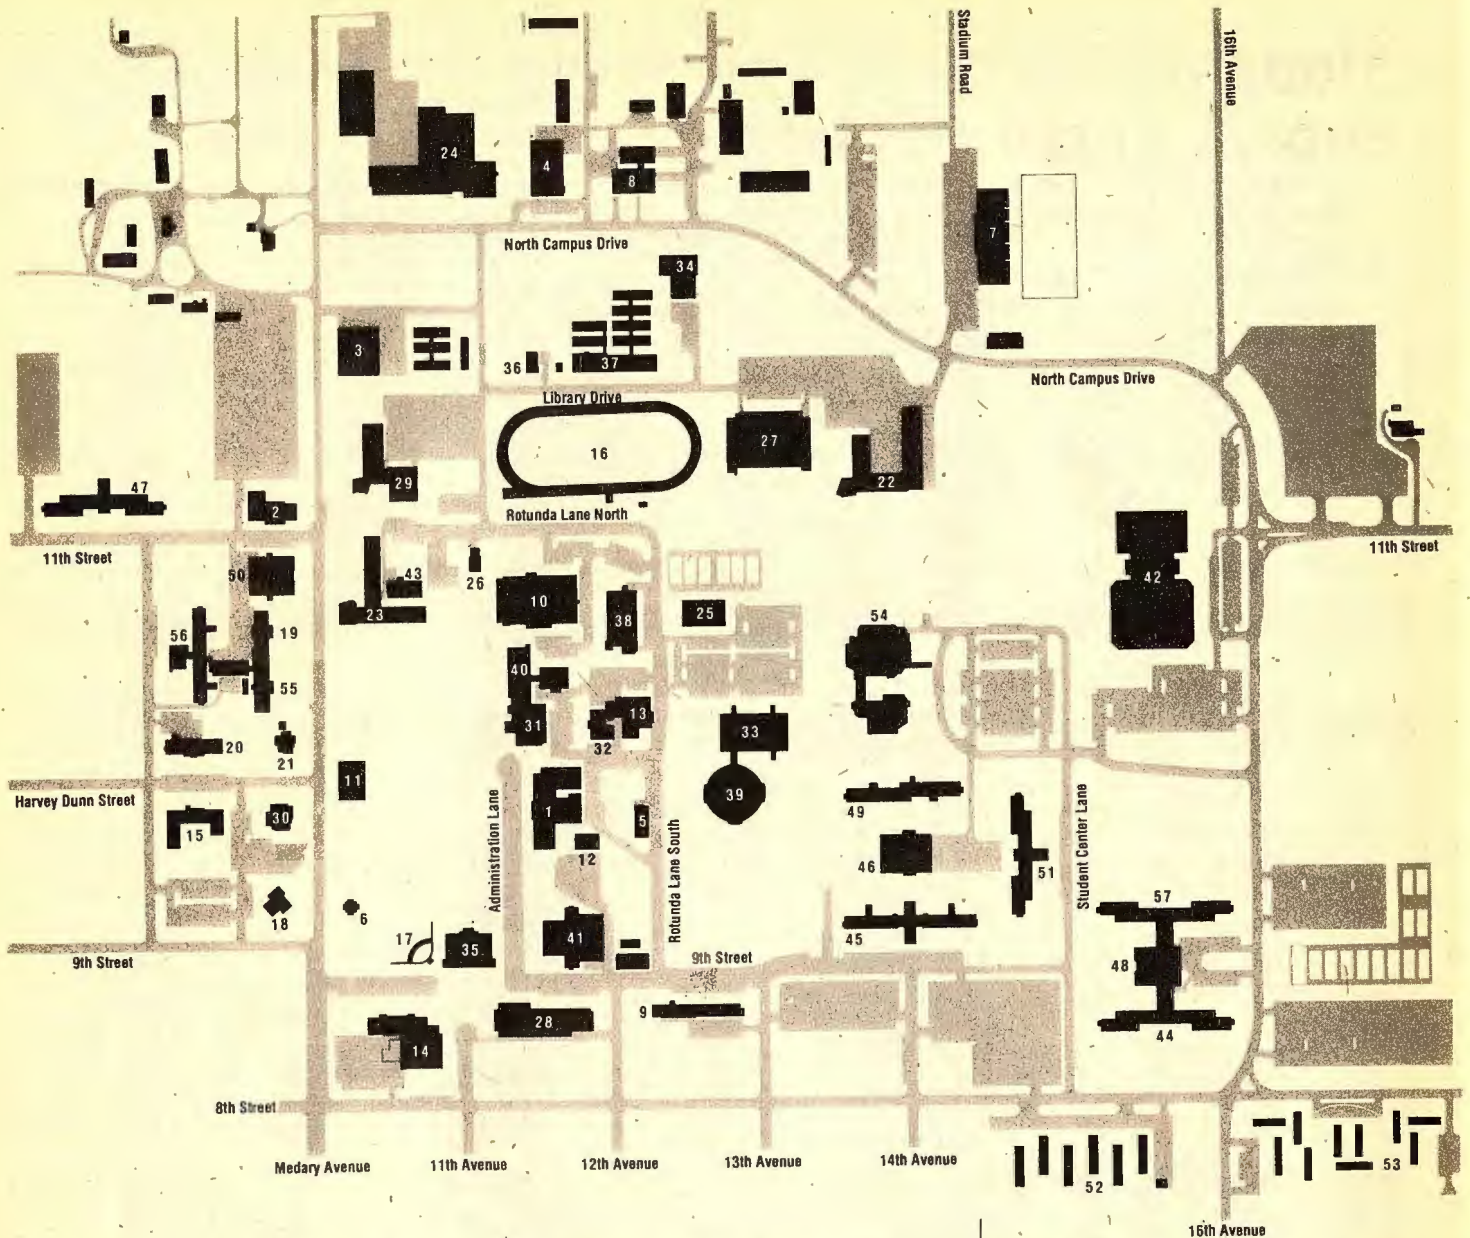 Stadium Road
16th Avenue
24
4
8
7
North Campus Drive
34
3
36
37
North Campus Drive
Library Drive
27
16
29
22
47
2
Rotunda Lane North
11th Street
11th Street
50
43
26
42
10
23
38
25
54
19
56
40
55
13
31
33
32
20
21
11
Harvey Dunn Street
39
1
49
30
5
15
Administration Lane
Rotunda Lane South
Student Center Lane
12
46
51
57
18
6
17
35
41
45
9th Street
9th Street
48
9
28
44
14
8th Street
Medary Avenue
11th Avenue
12th Avenue
13th Avenue
14th Avenue
52
53
16th Avenue